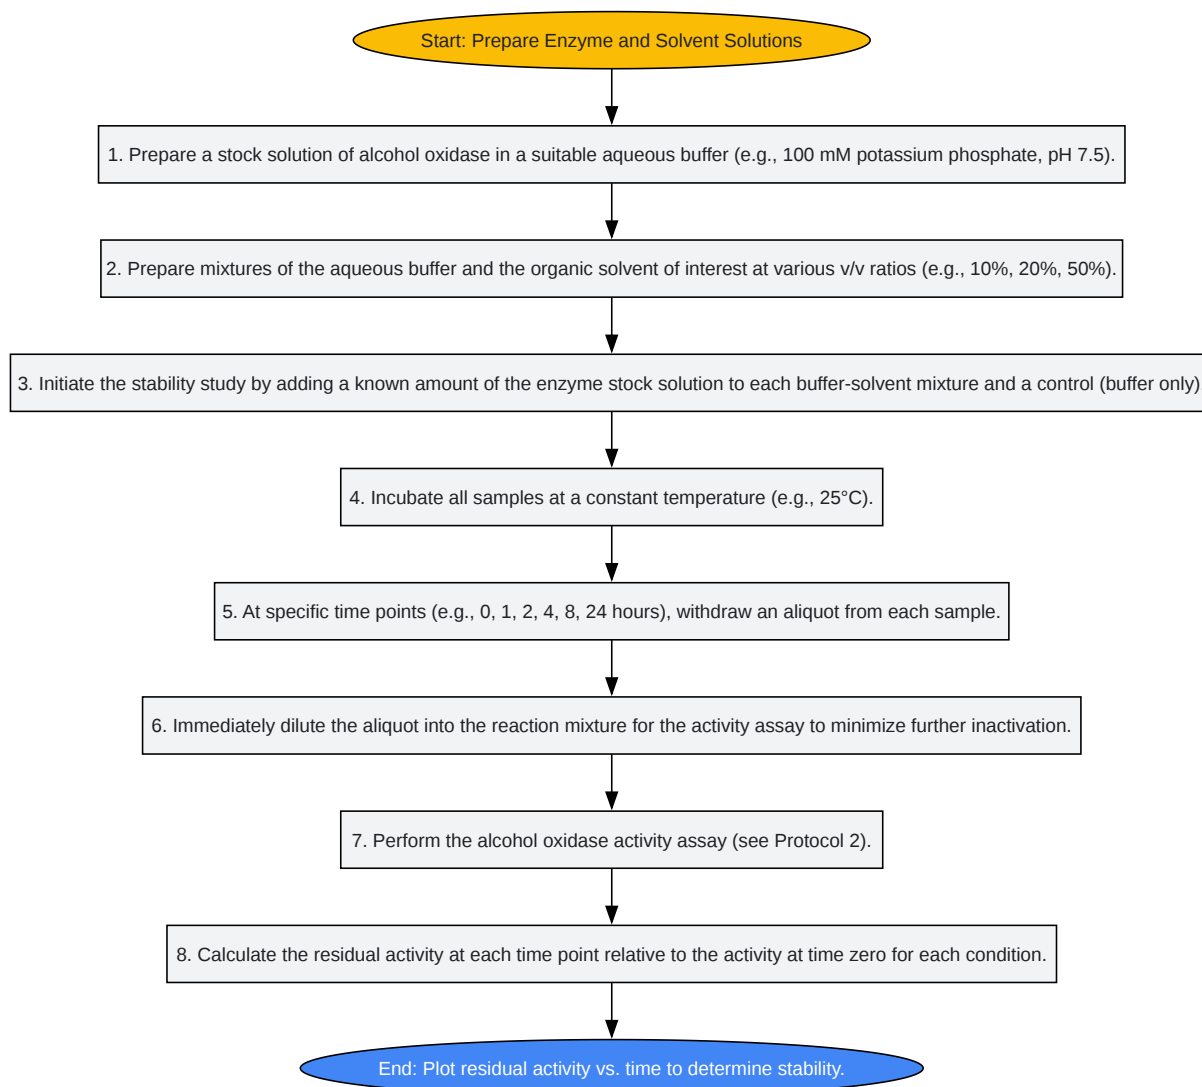 Start: Prepare Enzyme and Solvent Solutions
1. Prepare a stock solution of alcohol oxidase in a suitable aqueous buffer (e.g., 100 mM potassium phosphate, pH 7.5).
2. Prepare mixtures of the aqueous buffer and the organic solvent of interest at various v/v ratios (e.g., 10%, 20%, 50%).
3. Initiate the stability study by adding a known amount of the enzyme stock solution to each buffer-solvent mixture and a control (buffer only)
4. Incubate all samples at a constant temperature (e.g., 25°C).
5. At specific time points (e.g., 0, 1, 2, 4, 8, 24 hours), withdraw an aliquot from each sample.
6. Immediately dilute the aliquot into the reaction mixture for the activity assay to minimize further inactivation.
7. Perform the alcohol oxidase activity assay (see Protocol 2).
8. Calculate the residual activity at each time point relative to the activity at time zero for each condition.
End: Plot residual activity vs. time to determine stability.